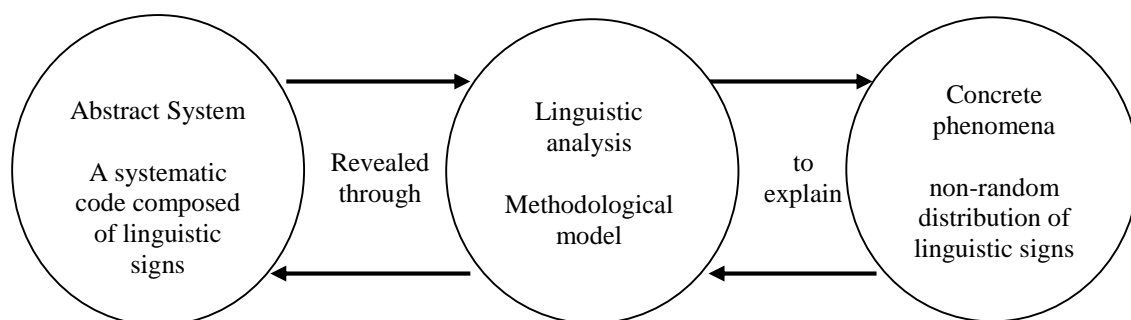 Abstract System
A systematic
code composed
of linguistic
signs
Revealed
through
Linguistic
analysis
Methodological
model
to
explain
Concrete
phenomena
non-random
distribution of
linguistic signs